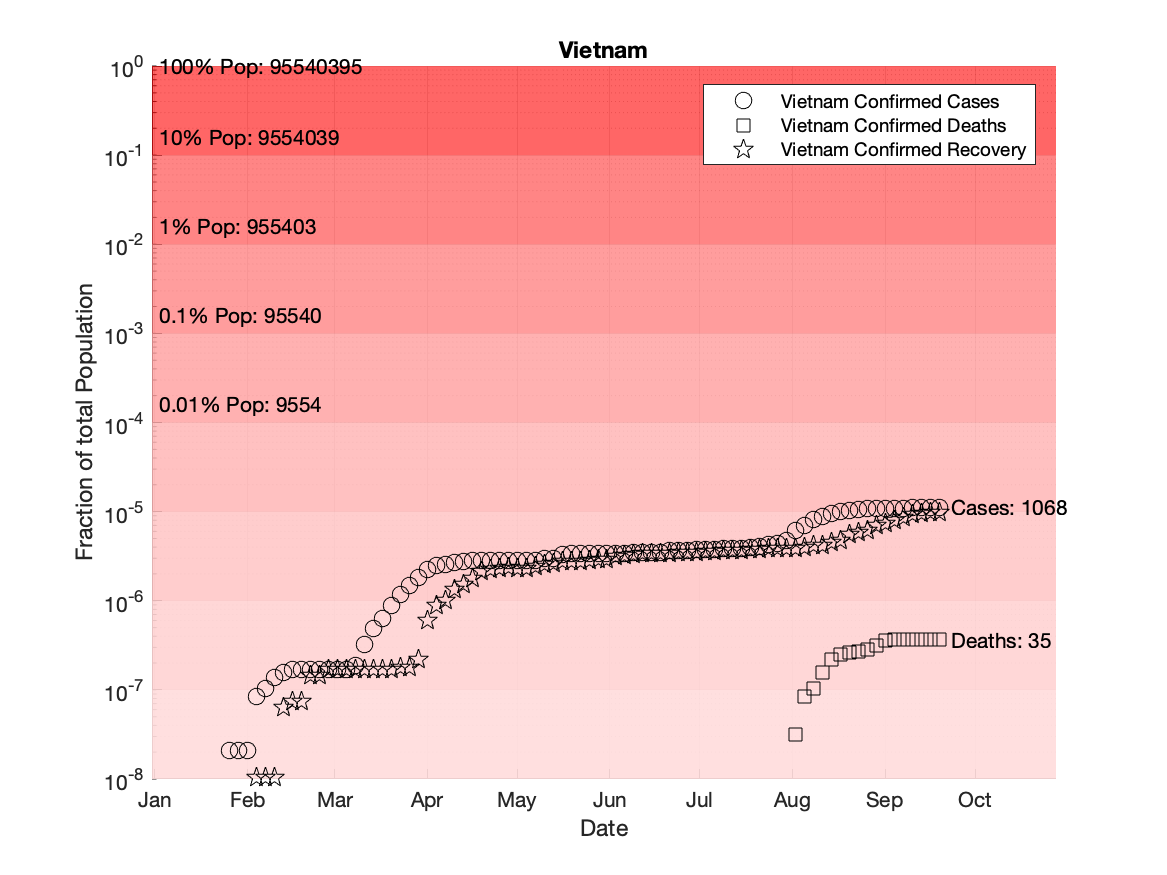 Vietnam
10^0
100% Pop: 95540395
Vietnam Confirmed Cases
Vietnam Confirmed Deaths
Vietnam Confirmed Recovery
10% Pop: 9554039
10^-1
1% Pop: 955403
10^-2
0.1% Pop: 95540
10^-3
0.01% Pop: 9554
10^-4
Fraction of total Population
10^-5
Cases: 1068
10^-6
Deaths: 35
10^-7
10^-8
Jan Feb Mar Apr May Jun Jul Aug Sep Oct
Date